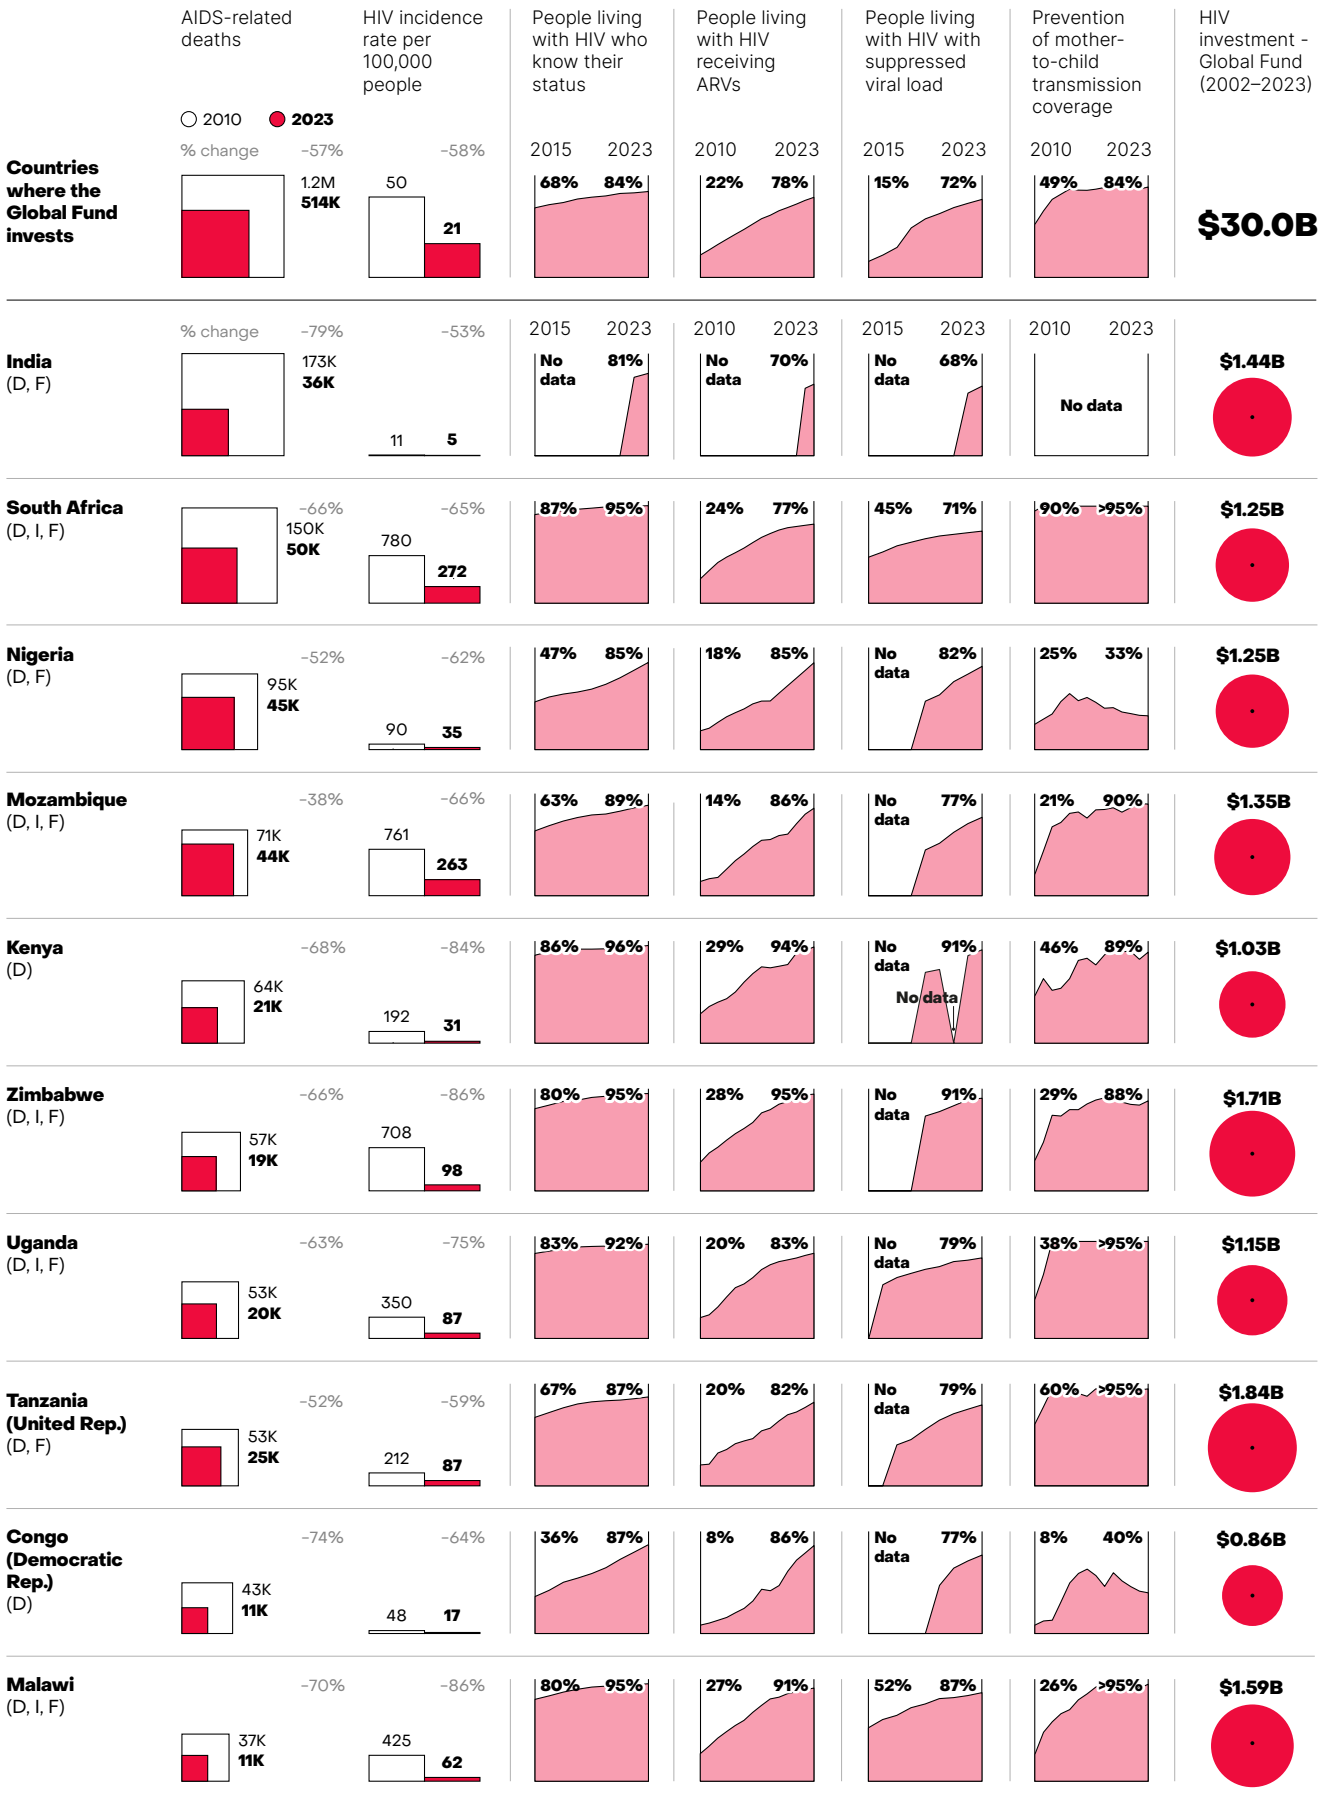 AIDS-related
deaths
HIV incidence
rate per
100,000
people
People living
with HIV who
know their
status
People living
with HIV
receiving
ARVs
People living
with HIV with
suppressed
viral load
Prevention
of mother-
to-child
transmission
coverage
HIV
investment -
Global Fund
(2002–2023)
2010 2023
Countries
where the
Global Fund
invests
% change -57% -58%
1.2M
514K
50
21
2015 2023
68% 84%
2010 2023
22% 78%
2015 2023
15% 72%
2010 2023
49% 84%
$30.0B
India
(D, F)
% change -79% -53%
173K
36K
11 5
2015 2023
No
data
81%
2010 2023
No
data
70%
2015 2023
No
data
68%
2010 2023
No data
$1.44B
South Africa
(D, I, F)
-66% -65%
150K
50K
780
272
87% 95%
24% 77%
45% 71%
90% >95%
$1.25B
Nigeria
(D, F)
-52% -62%
95K
45K
90
35
47% 85%
18% 85%
No
data
82%
25% 33%
$1.25B
Mozambique
(D, I, F)
-38% -66%
71K
44K
761
263
63% 89%
14% 86%
No
data
77%
21% 90%
$1.35B
Kenya
(D)
-68% -84%
64K
21K
192
31
86% 96%
29% 94%
No
data
91%
No data
46% 89%
$1.03B
Zimbabwe
(D, I, F)
-66% -86%
57K
19K
708
98
80% 95%
28% 95%
No
data
91%
29% 88%
$1.71B
Uganda
(D, I, F)
-63% -75%
53K
20K
350
87
83% 92%
20% 83%
No
data
79%
38% >95%
$1.15B
Tanzania
(United Rep.)
(D, F)
-52% -59%
53K
25K
212
87
67% 87%
20% 82%
No
data
79%
60% >95%
$1.84B
Congo
(Democratic
Rep.)
(D)
-74% -64%
43K
11K
48 17
36% 87%
8% 86%
No
data
77%
8% 40%
$0.86B
Malawi
(D, I, F)
-70% -86%
37K
11K
425
62
80% 95%
27% 91%
52% 87%
26% >95%
$1.59B